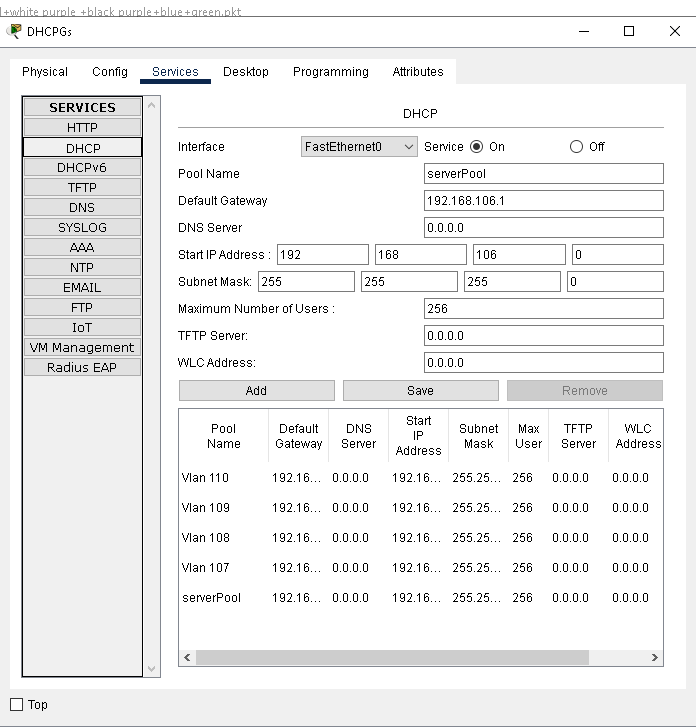 l+white purple +black purple+blue+green.pkt
DHCPGs
Physical Config Services Desktop Programming Attributes
SERVICES
HTTP
DHCP
DHCPv6
TFTP
DNS
SYSLOG
AAA
NTP
EMAIL
FTP
IoT
VM Management
Radius EAP
DHCP
Interface FastEthernet0 Service On Off
Pool Name serverPool
Default Gateway 192.168.106.1
DNS Server 0.0.0.0
Start IP Address : 192 168 106 0
Subnet Mask: 255 255 255 0
Maximum Number of Users : 256
TFTP Server: 0.0.0.0
WLC Address: 0.0.0.0
Add Save Remove
Pool Name Default Gateway DNS Server Start IP Address Subnet Mask Max User TFTP Server WLC Address
Vlan 110 192.16... 0.0.0.0 192.16... 255.25... 256 0.0.0.0 0.0.0.0
Vlan 109 192.16... 0.0.0.0 192.16... 255.25... 256 0.0.0.0 0.0.0.0
Vlan 108 192.16... 0.0.0.0 192.16... 255.25... 256 0.0.0.0 0.0.0.0
Vlan 107 192.16... 0.0.0.0 192.16... 255.25... 256 0.0.0.0 0.0.0.0
serverPool 192.16... 0.0.0.0 192.16... 255.25... 256 0.0.0.0 0.0.0.0
Top